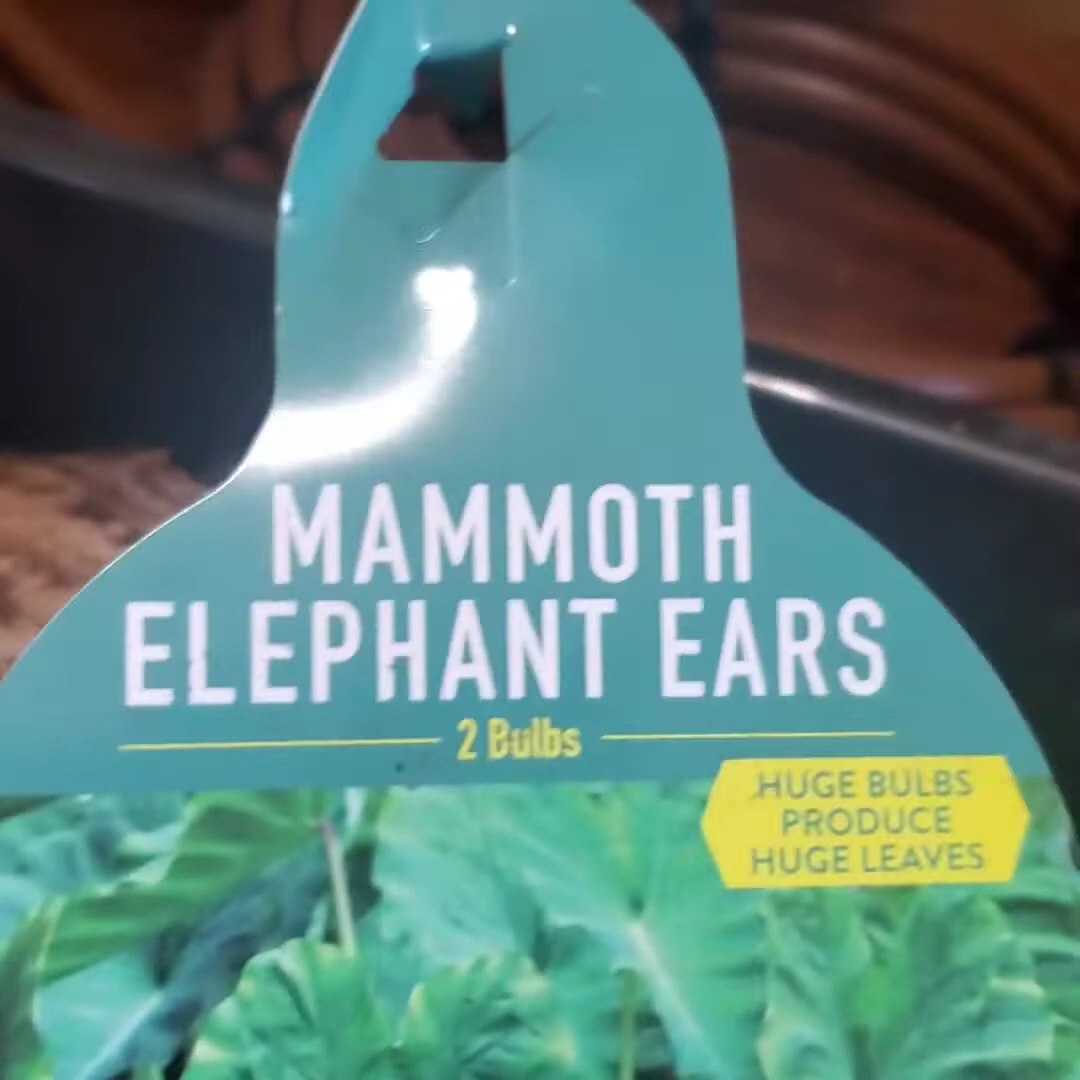 MAMMOTH
ELEPHANT EARS
2 Bulbs
HUGE BULBS
PRODUCE
HUGE LEAVES